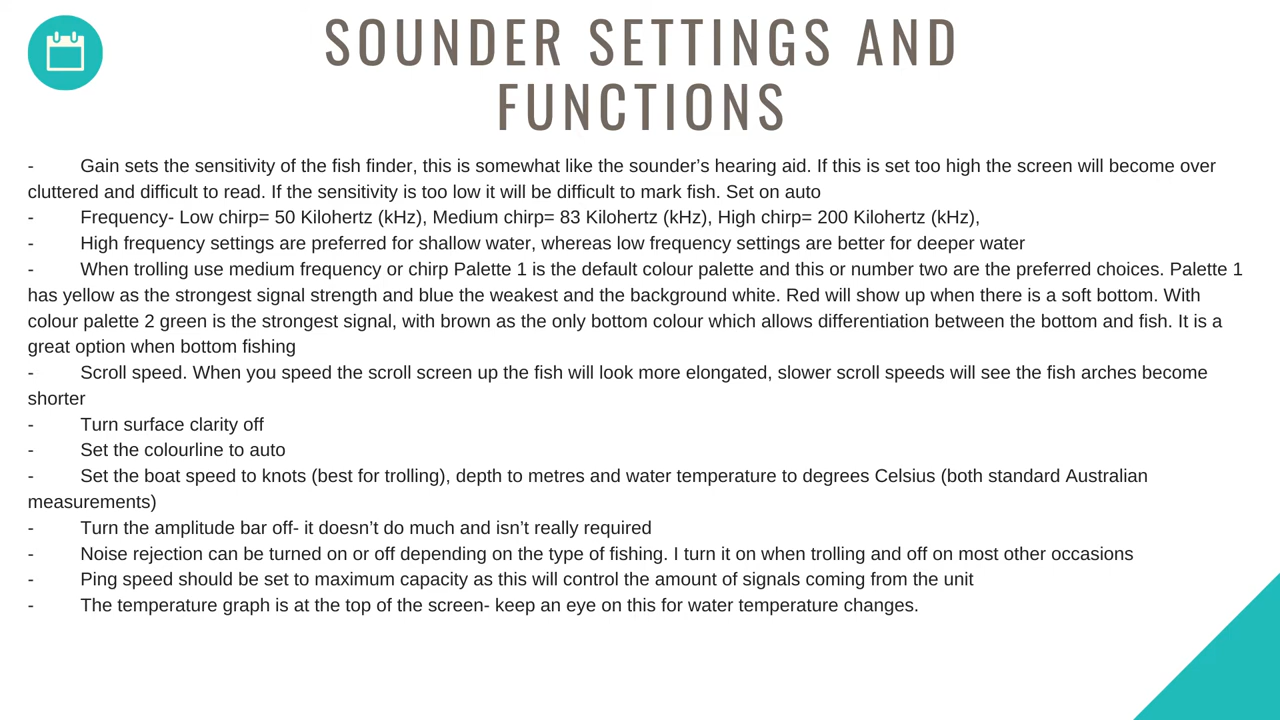 SOUNDER SETTINGS AND
FUNCTIONS
- Gain sets the sensitivity of the fish finder, this is somewhat like the sounder's hearing aid. If this is set too high the screen will become over
cluttered and difficult to read. If the sensitivity is too low it will be difficult to mark fish. Set on auto
- Frequency- Low chirp= 50 Kilohertz (kHz), Medium chirp= 83 Kilohertz (kHz), High chirp= 200 Kilohertz (kHz),
- High frequency settings are preferred for shallow water, whereas low frequency settings are better for deeper water
- When trolling use medium frequency or chirp Palette 1 is the default colour palette and this or number two are the preferred choices. Palette 1
has yellow as the strongest signal strength and blue the weakest and the background white. Red will show up when there is a soft bottom. With
colour palette 2 green is the strongest signal, with brown as the only bottom colour which allows differentiation between the bottom and fish. It is a
great option when bottom fishing
- Scroll speed. When you speed the scroll screen up the fish will look more elongated, slower scroll speeds will see the fish arches become
shorter
- Turn surface clarity off
- Set the colourline to auto
- Set the boat speed to knots (best for trolling), depth to metres and water temperature to degrees Celsius (both standard Australian
measurements)
- Turn the amplitude bar off- it doesn't do much and isn't really required
- Noise rejection can be turned on or off depending on the type of fishing. I turn it on when trolling and off on most other occasions
- Ping speed should be set to maximum capacity as this will control the amount of signals coming from the unit
- The temperature graph is at the top of the screen- keep an eye on this for water temperature changes.